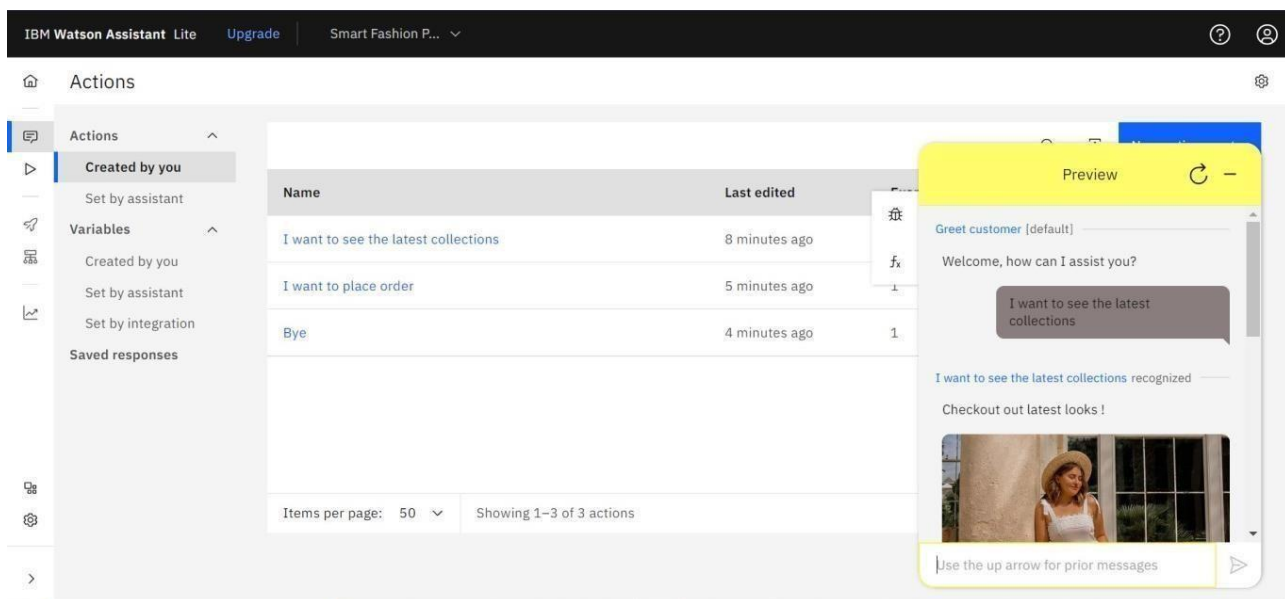 IBM Watson Assistant Lite Upgrade Smart Fashion P...
Actions
Actions
Created by you
Set by assistant
Variables
Created by you
Set by assistant
Set by integration
Saved responses
Name Last edited
I want to see the latest collections 8 minutes ago
I want to place order 5 minutes ago 1
Bye 4 minutes ago 1
Items per page: 50 Showing 1–3 of 3 actions
Preview
Greet customer [default]
Welcome, how can I assist you?
I want to see the latest
collections
I want to see the latest collections recognized
Checkout out latest looks !
Use the up arrow for prior messages